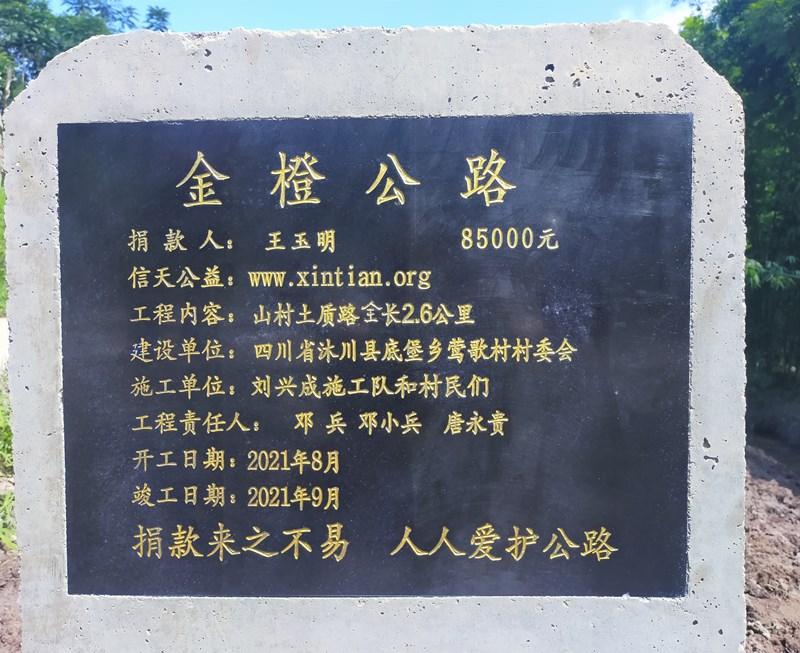 金橙公路
捐款人： 王玉明 85000元
信天公益：www.xintian.org
工程内容：山村土质路全长2.6公里
建设单位：四川省沐川县底堡乡莺歌村村委会
施工单位：刘兴成施工队和村民们
工程责任人： 邓兵 邓小兵 唐永贵
开工日期：2021年8月
竣工日期：2021年9月
捐款来之不易 人人爱护公路